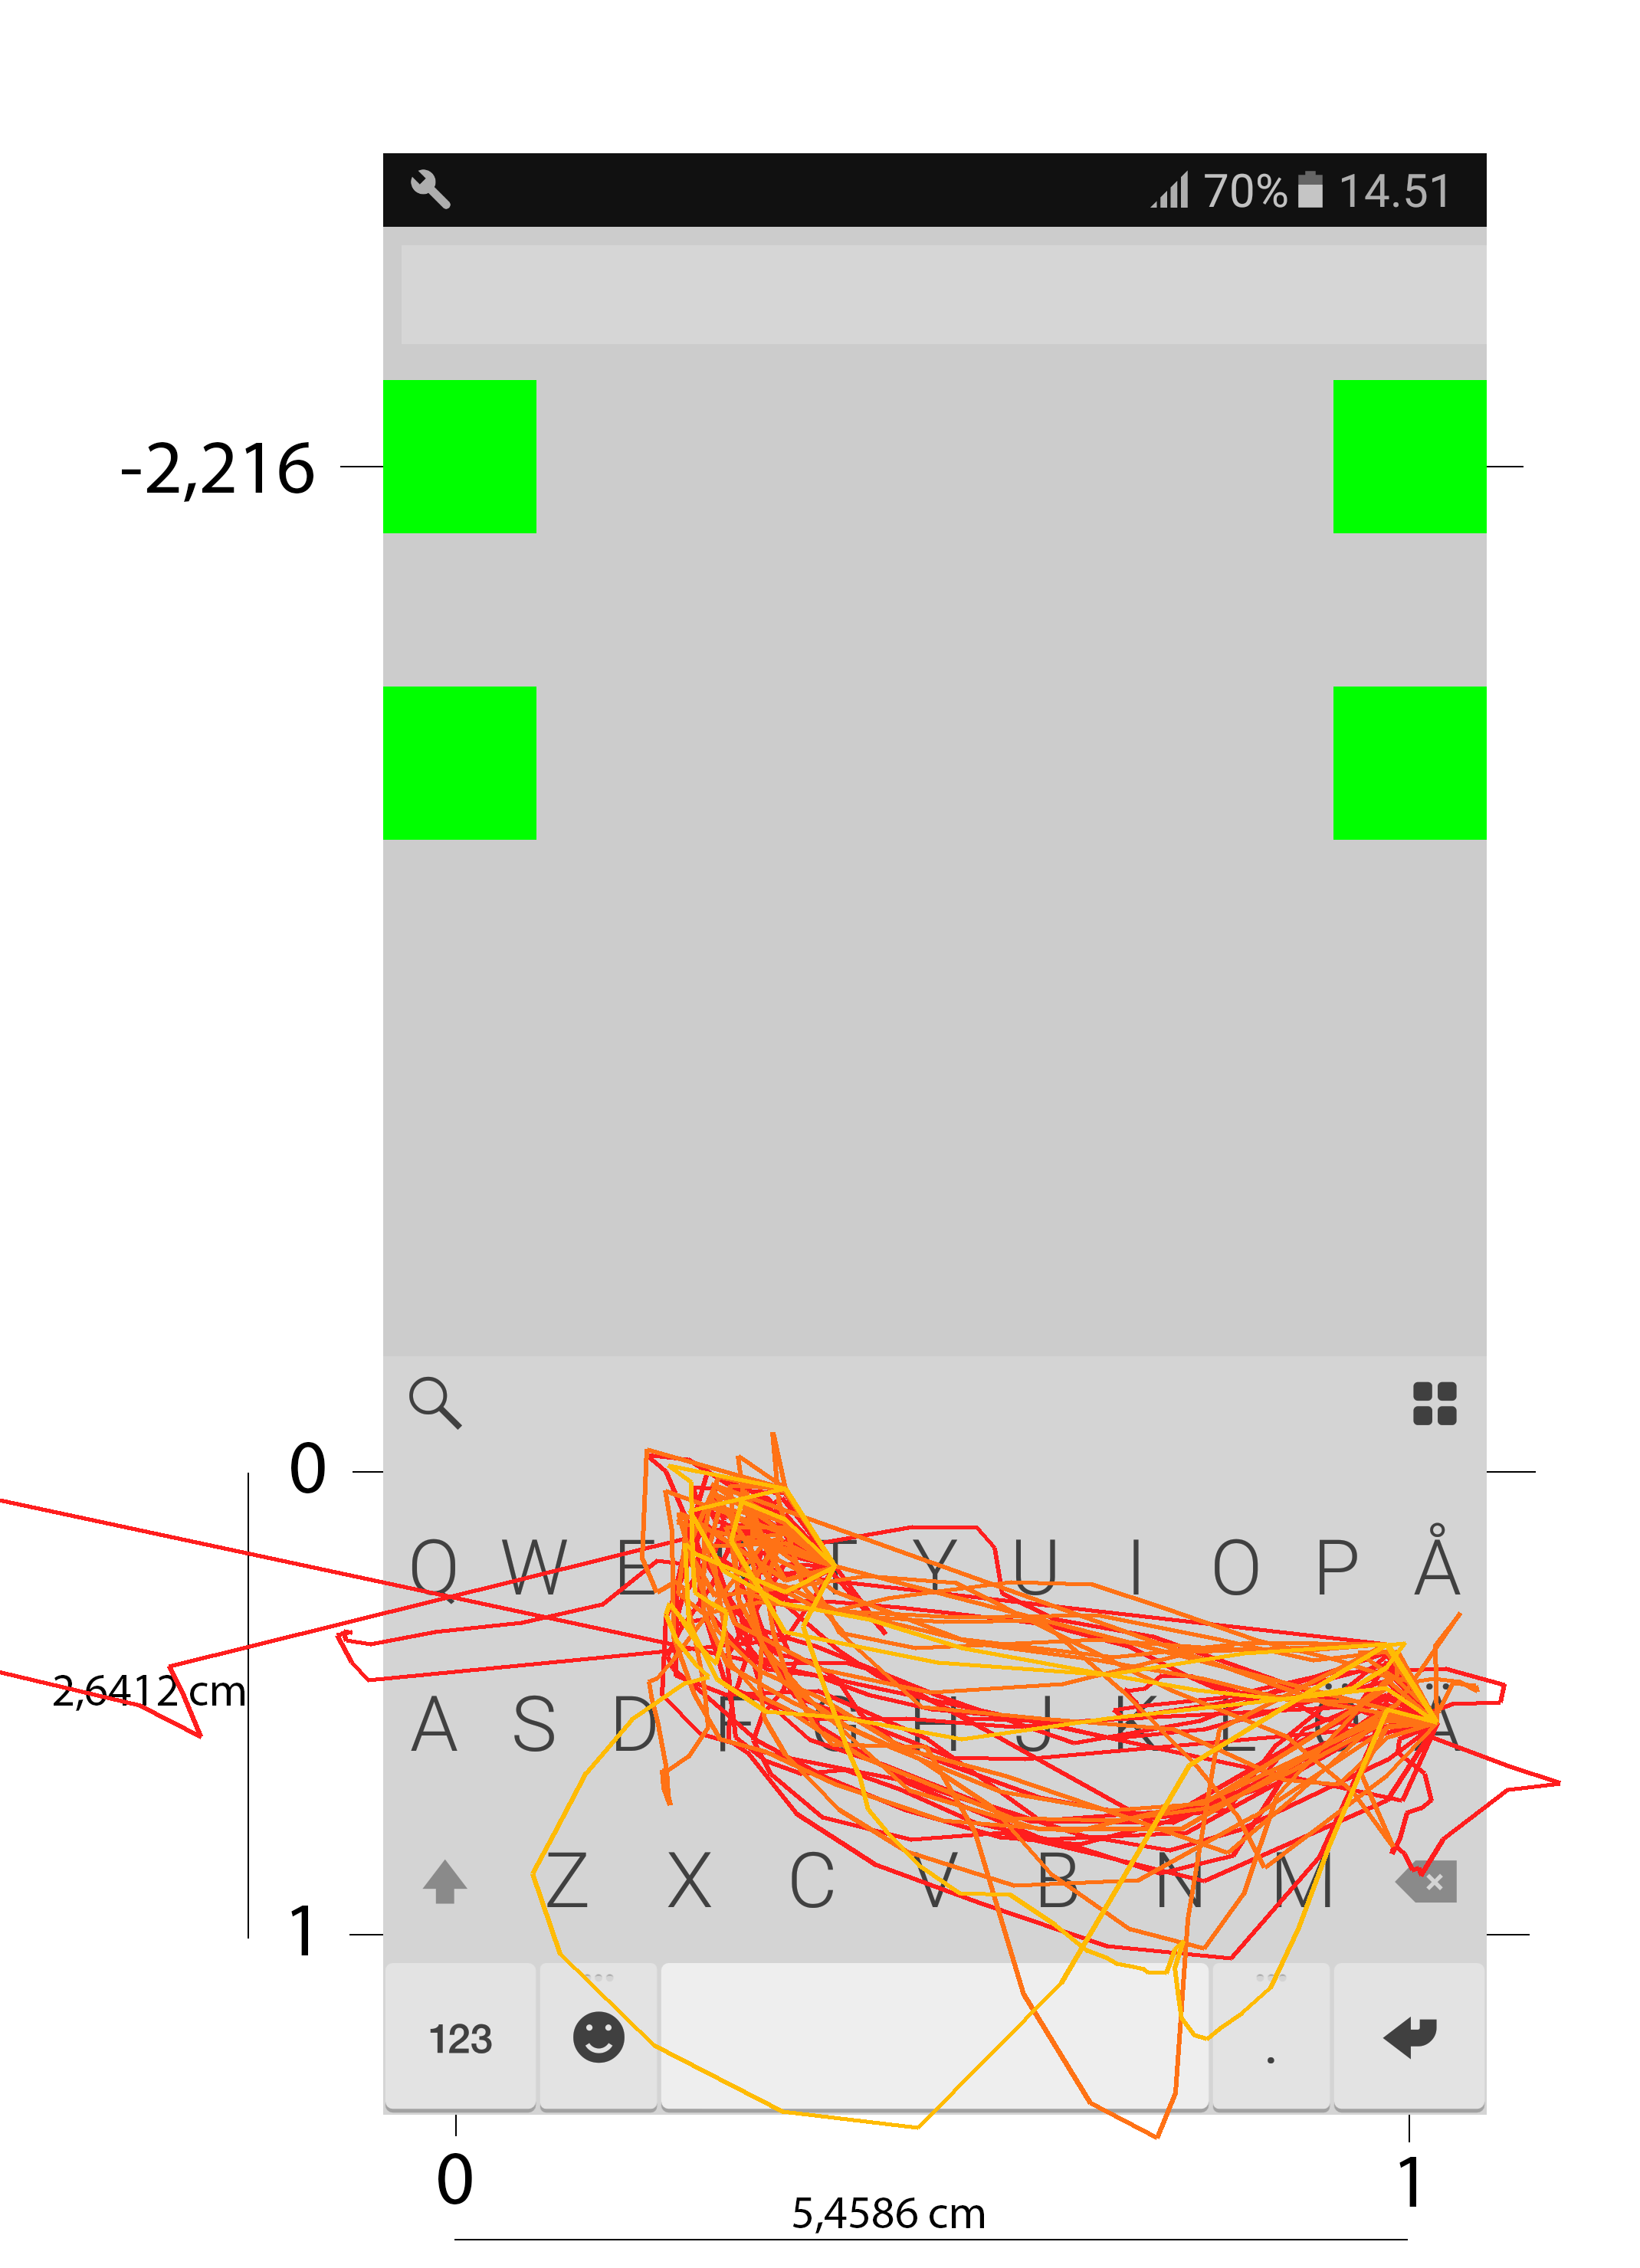 70% 14.51
-2,216
0
Q W E T Y U I O P Å
2,6412 cm
A S D F G H J K L Ö Ä
Z X C V B N M
1
123 .
0 1
5,4586 cm